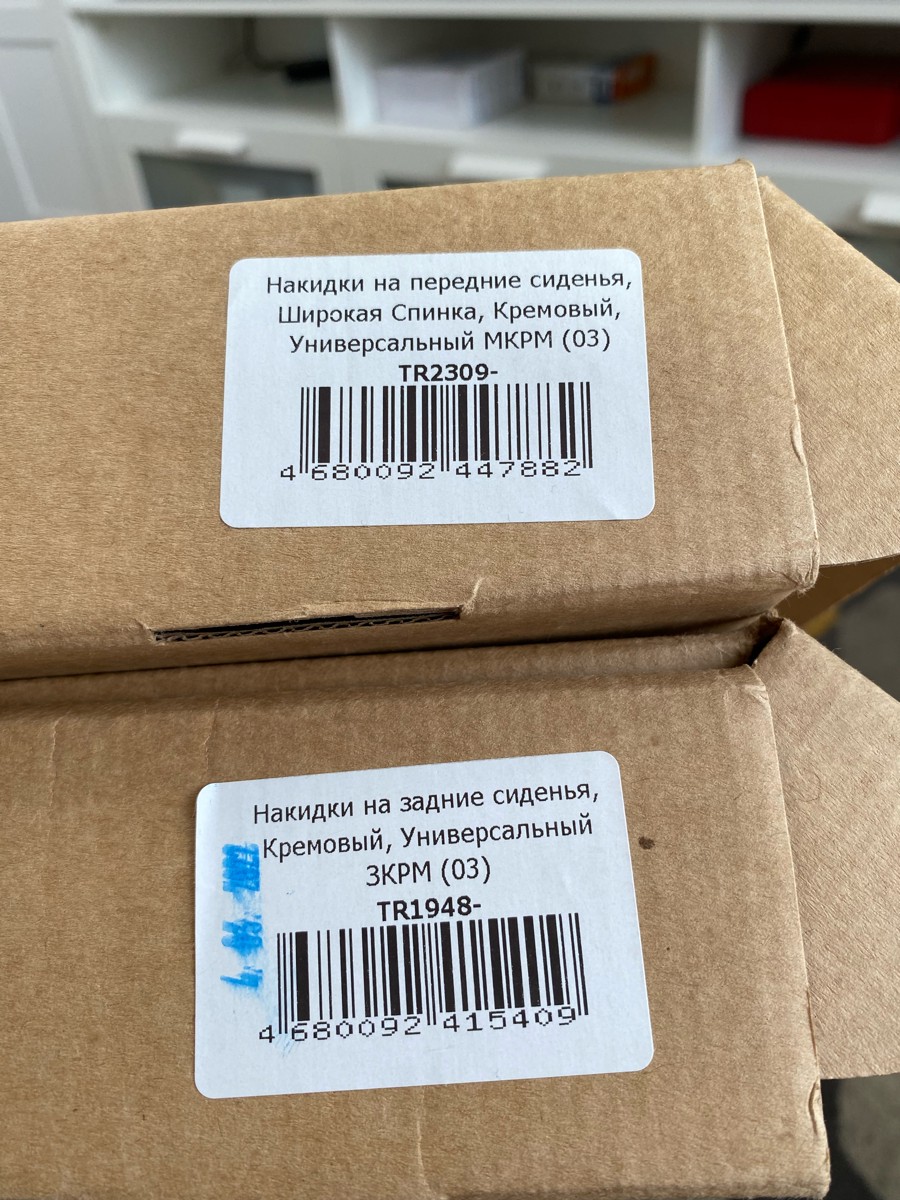 Накидки на передние сиденья,
Широкая Спинка, Кремовый,
Универсальный МКРМ (03)
TR2309-
4 680092 447882
Накидки на задние сиденья,
Кремовый, Универсальный
ЗКРМ (03)
TR1948-
4 680092 415409